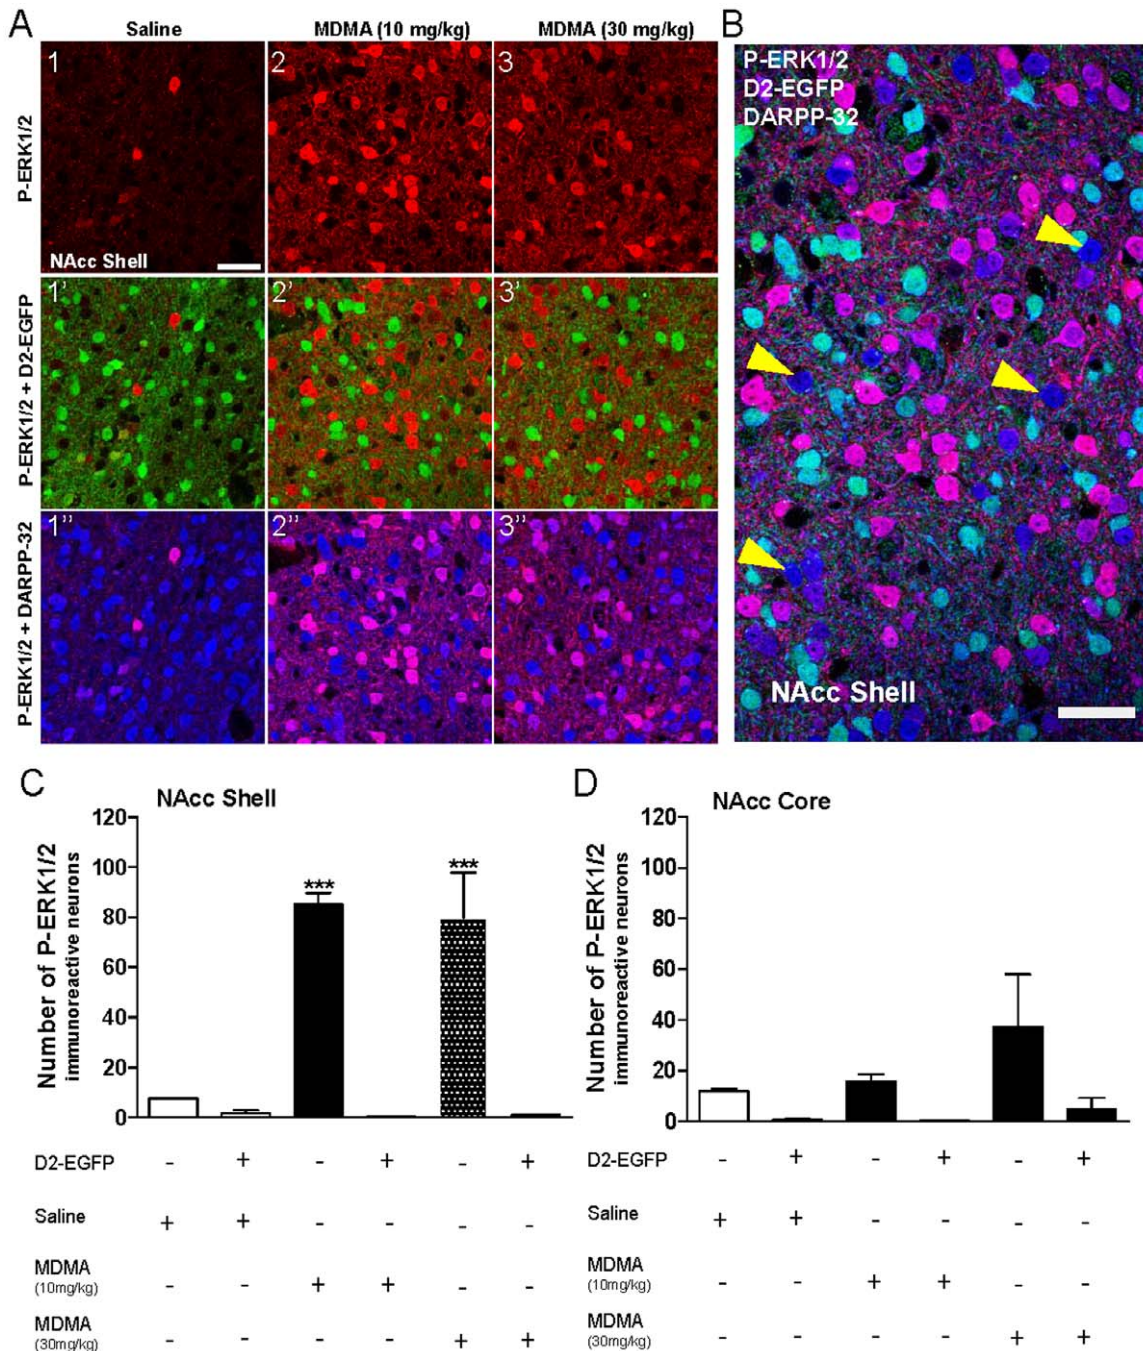 A
Saline
MDMA (10 mg/kg)
MDMA (30 mg/kg)
B
P-ERK1/2
1
2
3
NAcc Shell
P-ERK1/2 + D2-EGFP
1'
2'
3'
P-ERK1/2 + DARPP-32
1''
2''
3''
P-ERK1/2
D2-EGFP
DARPP-32
NAcc Shell
C
NAcc Shell
Number of P-ERK1/2
immunoreactive neurons
120
100
80
60
40
20
0
***
***
D2-EGFP - + - + - +
Saline + + - - - -
MDMA
(10mg/kg) - - + + - -
MDMA
(30mg/kg) - - - - + +
D
NAcc Core
Number of P-ERK1/2
immunoreactive neurons
120
100
80
60
40
20
0
D2-EGFP - + - + - +
Saline + + - - - -
MDMA
(10mg/kg) - - + + - -
MDMA
(30mg/kg) - - - - + +